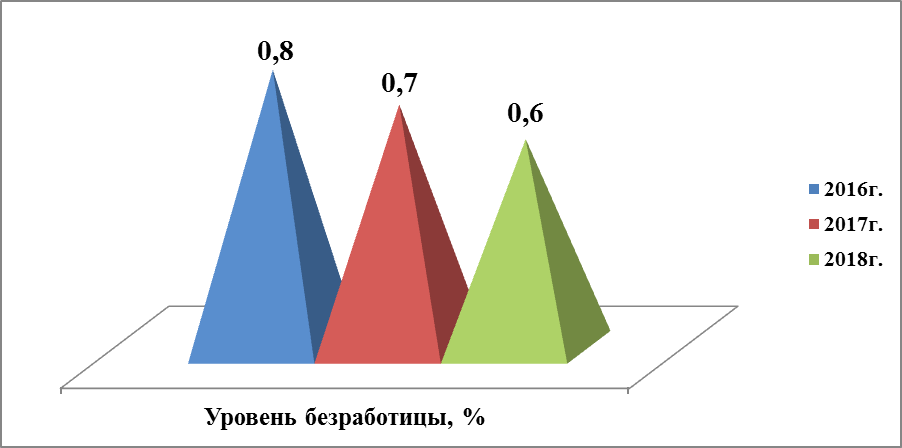 0,8
0,7
0,6
2016г.
2017г.
2018г.
Уровень безработицы, %